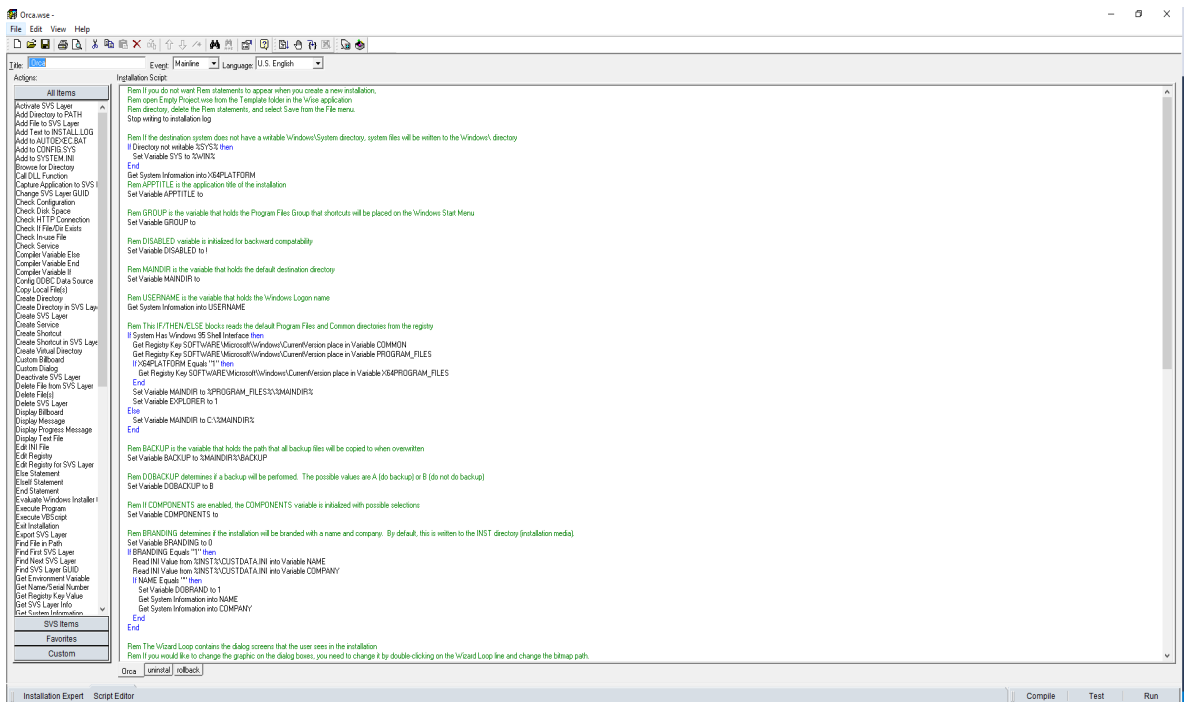 Orca.wse -
File Edit View Help
Title: Orca Event: Mainline Language: U.S. English
Actions: Installation Script:
All Items
Activate SVS Layer
Add Directory to PATH
Add File to SVS Layer
Add Text to INSTALL.LOG
Add to AUTOEXEC.BAT
Add to CONFIG.SYS
Add to SYSTEM.INI
Browse for Directory
Call DLL Function
Capture Application to SVS l
Change SVS Layer GUID
Check Configuration
Check Disk Space
Check HTTP Connection
Check If File/Dir Exists
Check In-use File
Check Service
Compiler Variable Else
Compiler Variable End
Compiler Variable If
Config ODBC Data Source
Copy Local File(s)
Create Directory
Create Directory in SVS Lay
Create SVS Layer
Create Service
Create Shortcut
Create Shortcut in SVS Laye
Create Virtual Directory
Custom Billboard
Custom Dialog
Deactivate SVS Layer
Delete File from SVS Layer
Delete File(s)
Delete SVS Layer
Display Billboard
Display Message
Display Progress Message
Display Text File
Edit INI File
Edit Registry
Edit Registry for SVS Layer
Else Statement
ElseIf Statement
End Statement
Evaluate Windows Installer
Execute Program
Execute VBScript
Exit Installation
Export SVS Layer
Find File in Path
Find First SVS Layer
Find Next SVS Layer
Find SVS Layer GUID
Get Environment Variable
Get Name/Serial Number
Get Registry Key Value
Get SVS Layer Info
Get System Information
SVS Items
Favorites
Custom
Rem If you do not want Rem statements to appear when you create a new installation,
Rem open Empty Project.wse from the Template folder in the Wise application
Rem directory, delete the Rem statements, and select Save from the File menu.
Stop writing to installation log
Rem If the destination system does not have a writable Windows\System directory, system files will be written to the Windows\ directory
If Directory not writable %SYS% then
Set Variable SYS to %WIN%
End
Get System Information into X64PLATFORM
Rem APPTITLE is the application title of the installation
Set Variable APPTITLE to
Rem GROUP is the variable that holds the Program Files Group that shortcuts will be placed on the Windows Start Menu
Set Variable GROUP to
Rem DISABLED variable is initialized for backward compatability
Set Variable DISABLED to !
Rem MAINDIR is the variable that holds the default destination directory
Set Variable MAINDIR to
Rem USERNAME is the variable that holds the Windows Logon name
Get System Information into USERNAME
Rem This IF/THEN/ELSE blocks reads the default Program Files and Common directories from the registry
If System Has Windows 95 Shell Interface then
Get Registry Key SOFTWARE\Microsoft\Windows\CurrentVersion place in Variable COMMON
Get Registry Key SOFTWARE\Microsoft\Windows\CurrentVersion place in Variable PROGRAM_FILES
If X64PLATFORM Equals "1" then
Get Registry Key SOFTWARE\Microsoft\Windows\CurrentVersion place in Variable X64PROGRAM_FILES
End
Set Variable MAINDIR to %PROGRAM_FILES%\%MAINDIR%
Set Variable EXPLORER to 1
Else
Set Variable MAINDIR to C:\%MAINDIR%
End
Rem BACKUP is the variable that holds the path that all backup files will be copied to when overwritten
Set Variable BACKUP to %MAINDIR%\BACKUP
Rem DOBACKUP determines if a backup will be performed. The possible values are A (do backup) or B (do not do backup)
Set Variable DOBACKUP to B
Rem If COMPONENTS are enabled, the COMPONENTS variable is initialized with possible selections
Set Variable COMPONENTS to
Rem BRANDING determines if the installation will be branded with a name and company. By default, this is written to the INST directory (installation media).
Set Variable BRANDING to 0
If BRANDING Equals "1" then
Read INI Value from %INST%\CUSTDATA.INI into Variable NAME
Read INI Value from %INST%\CUSTDATA.INI into Variable COMPANY
If NAME Equals "" then
Set Variable DOBRAND to 1
Get System Information into NAME
Get System Information into COMPANY
End
End
Rem The Wizard Loop contains the dialog screens that the user sees in the installation
Rem If you would like to change the graphic on the dialog boxes, you need to change it by double-clicking on the Wizard Loop line and change the bitmap path.
Orca uninstal rollback
Installation Expert Script Editor Compile Test Run